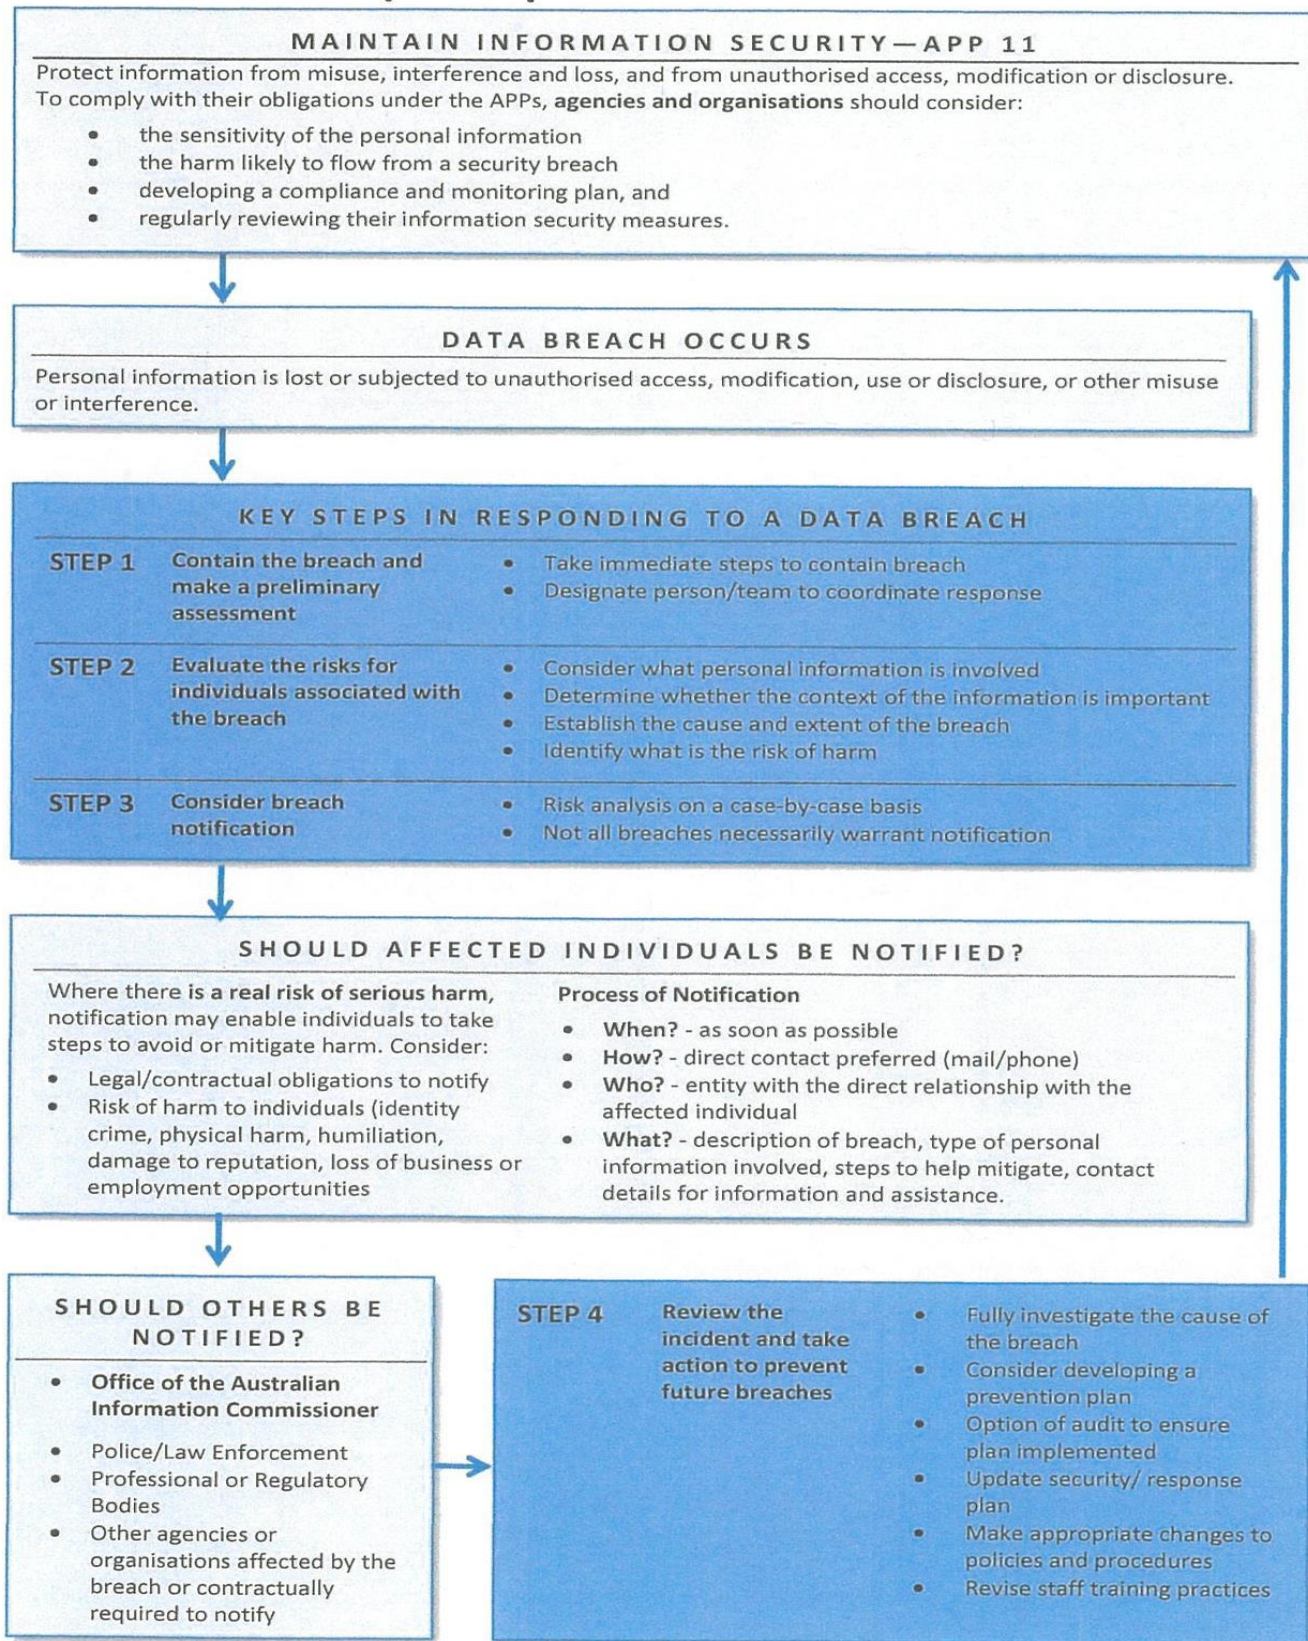 MAINTAIN INFORMATION SECURITY—APP 11
Protect information from misuse, interference and loss, and from unauthorised access, modification or disclosure.
To comply with their obligations under the APPs, agencies and organisations should consider:
• the sensitivity of the personal information
• the harm likely to flow from a security breach
• developing a compliance and monitoring plan, and
• regularly reviewing their information security measures.
DATA BREACH OCCURS
Personal information is lost or subjected to unauthorised access, modification, use or disclosure, or other misuse
or interference.
KEY STEPS IN RESPONDING TO A DATA BREACH
STEP 1
Contain the breach and
make a preliminary
assessment
• Take immediate steps to contain breach
• Designate person/team to coordinate response
STEP 2
Evaluate the risks for
individuals associated with
the breach
• Consider what personal information is involved
• Determine whether the context of the information is important
• Establish the cause and extent of the breach
• Identify what is the risk of harm
STEP 3
Consider breach
notification
• Risk analysis on a case-by-case basis
• Not all breaches necessarily warrant notification
SHOULD AFFECTED INDIVIDUALS BE NOTIFIED?
Where there is a real risk of serious harm,
notification may enable individuals to take
steps to avoid or mitigate harm. Consider:
• Legal/contractual obligations to notify
• Risk of harm to individuals (identity
crime, physical harm, humiliation,
damage to reputation, loss of business or
employment opportunities
Process of Notification
• When? - as soon as possible
• How? - direct contact preferred (mail/phone)
• Who? - entity with the direct relationship with the
affected individual
• What? - description of breach, type of personal
information involved, steps to help mitigate, contact
details for information and assistance.
SHOULD OTHERS BE
NOTIFIED?
• Office of the Australian
Information Commissioner
• Police/Law Enforcement
• Professional or Regulatory
Bodies
• Other agencies or
organisations affected by the
breach or contractually
required to notify
STEP 4
Review the
incident and take
action to prevent
future breaches
• Fully investigate the cause of
the breach
• Consider developing a
prevention plan
• Option of audit to ensure
plan implemented
• Update security/ response
plan
• Make appropriate changes to
policies and procedures
• Revise staff training practices